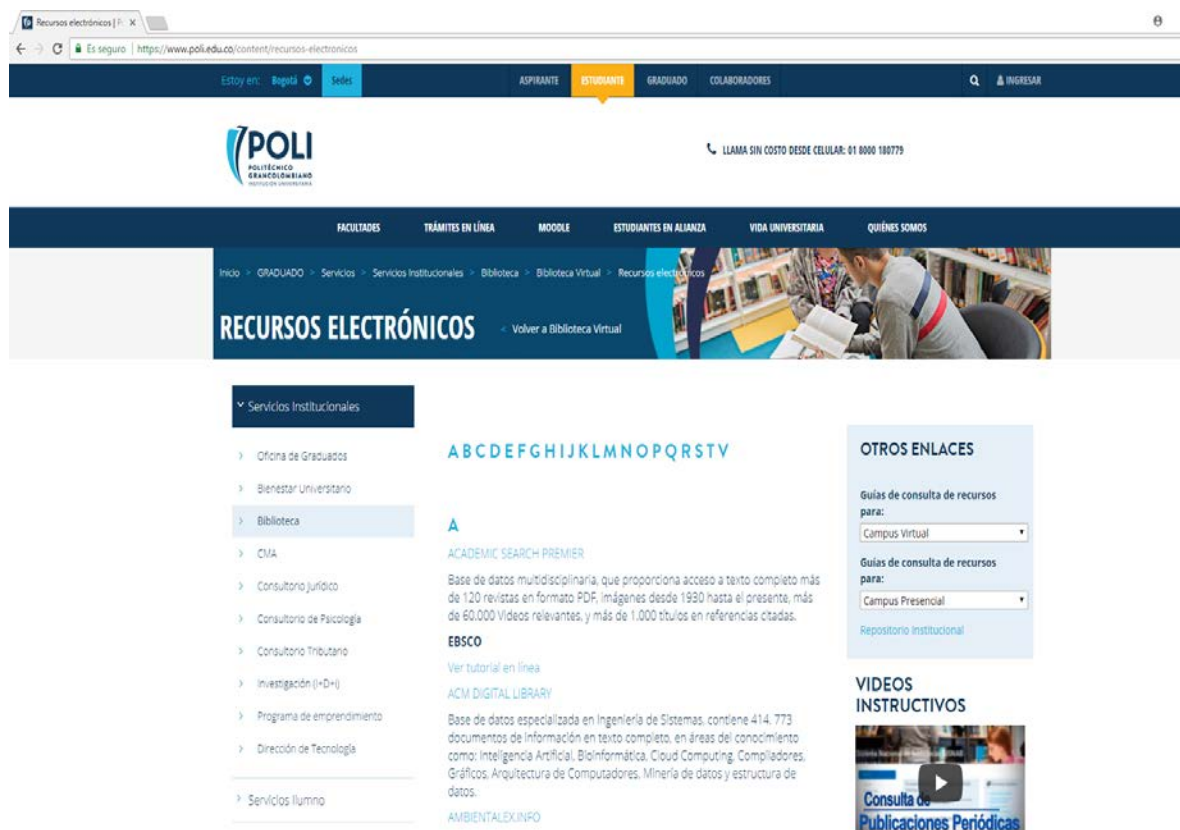 Recursos electrónicos | P
Es seguro | https://www.poli.edu.co/content/recursos-electronicos
Estoy en: Bogotá Sedes ASPIRANTE ESTUDIANTE GRADUADO COLABORADORES INGRESAR
POLI
POLITÉCNICO
GRANCOLOMBIANO
INSTITUCIÓN UNIVERSITARIA
LLAMA SIN COSTO DESDE CELULAR: 01 8000 180779
FACULTADES TRÁMITES EN LÍNEA MOODLE ESTUDIANTES EN ALIANZA VIDA UNIVERSITARIA QUIÉNES SOMOS
Inicio > GRADUADO > Servicios > Servicios Institucionales > Biblioteca > Biblioteca Virtual > Recursos electrónicos
RECURSOS ELECTRÓNICOS < Volver a Biblioteca Virtual
Servicios Institucionales
> Oficina de Graduados
> Bienestar Universitario
> Biblioteca
> CMA
> Consultorio Jurídico
> Consultorio de Psicología
> Consultorio Tributario
> Investigación (I+D+i)
> Programa de emprendimiento
> Dirección de Tecnología
> Servicios Ilumno
A B C D E F G H I J K L M N O P Q R S T V
A
ACADEMIC SEARCH PREMIER
Base de datos multidisciplinaria, que proporciona acceso a texto completo más
de 120 revistas en formato PDF, imágenes desde 1930 hasta el presente, más
de 60.000 Videos relevantes, y más de 1.000 títulos en referencias citadas.
EBSCO
Ver tutorial en línea
ACM DIGITAL LIBRARY
Base de datos especializada en Ingeniería de Sistemas, contiene 414. 773
documentos de información en texto completo, en áreas del conocimiento
como: Inteligencia Artificial, Bioinformática, Cloud Computing, Compiladores,
Gráficos, Arquitectura de Computadores, Minería de datos y estructura de
datos.
AMBIENTALEX.INFO
OTROS ENLACES
Guías de consulta de recursos
para:
Campus Virtual
Guías de consulta de recursos
para:
Campus Presencial
Repositorio Institucional
VIDEOS
INSTRUCTIVOS
Consulta de
Publicaciones Periódicas